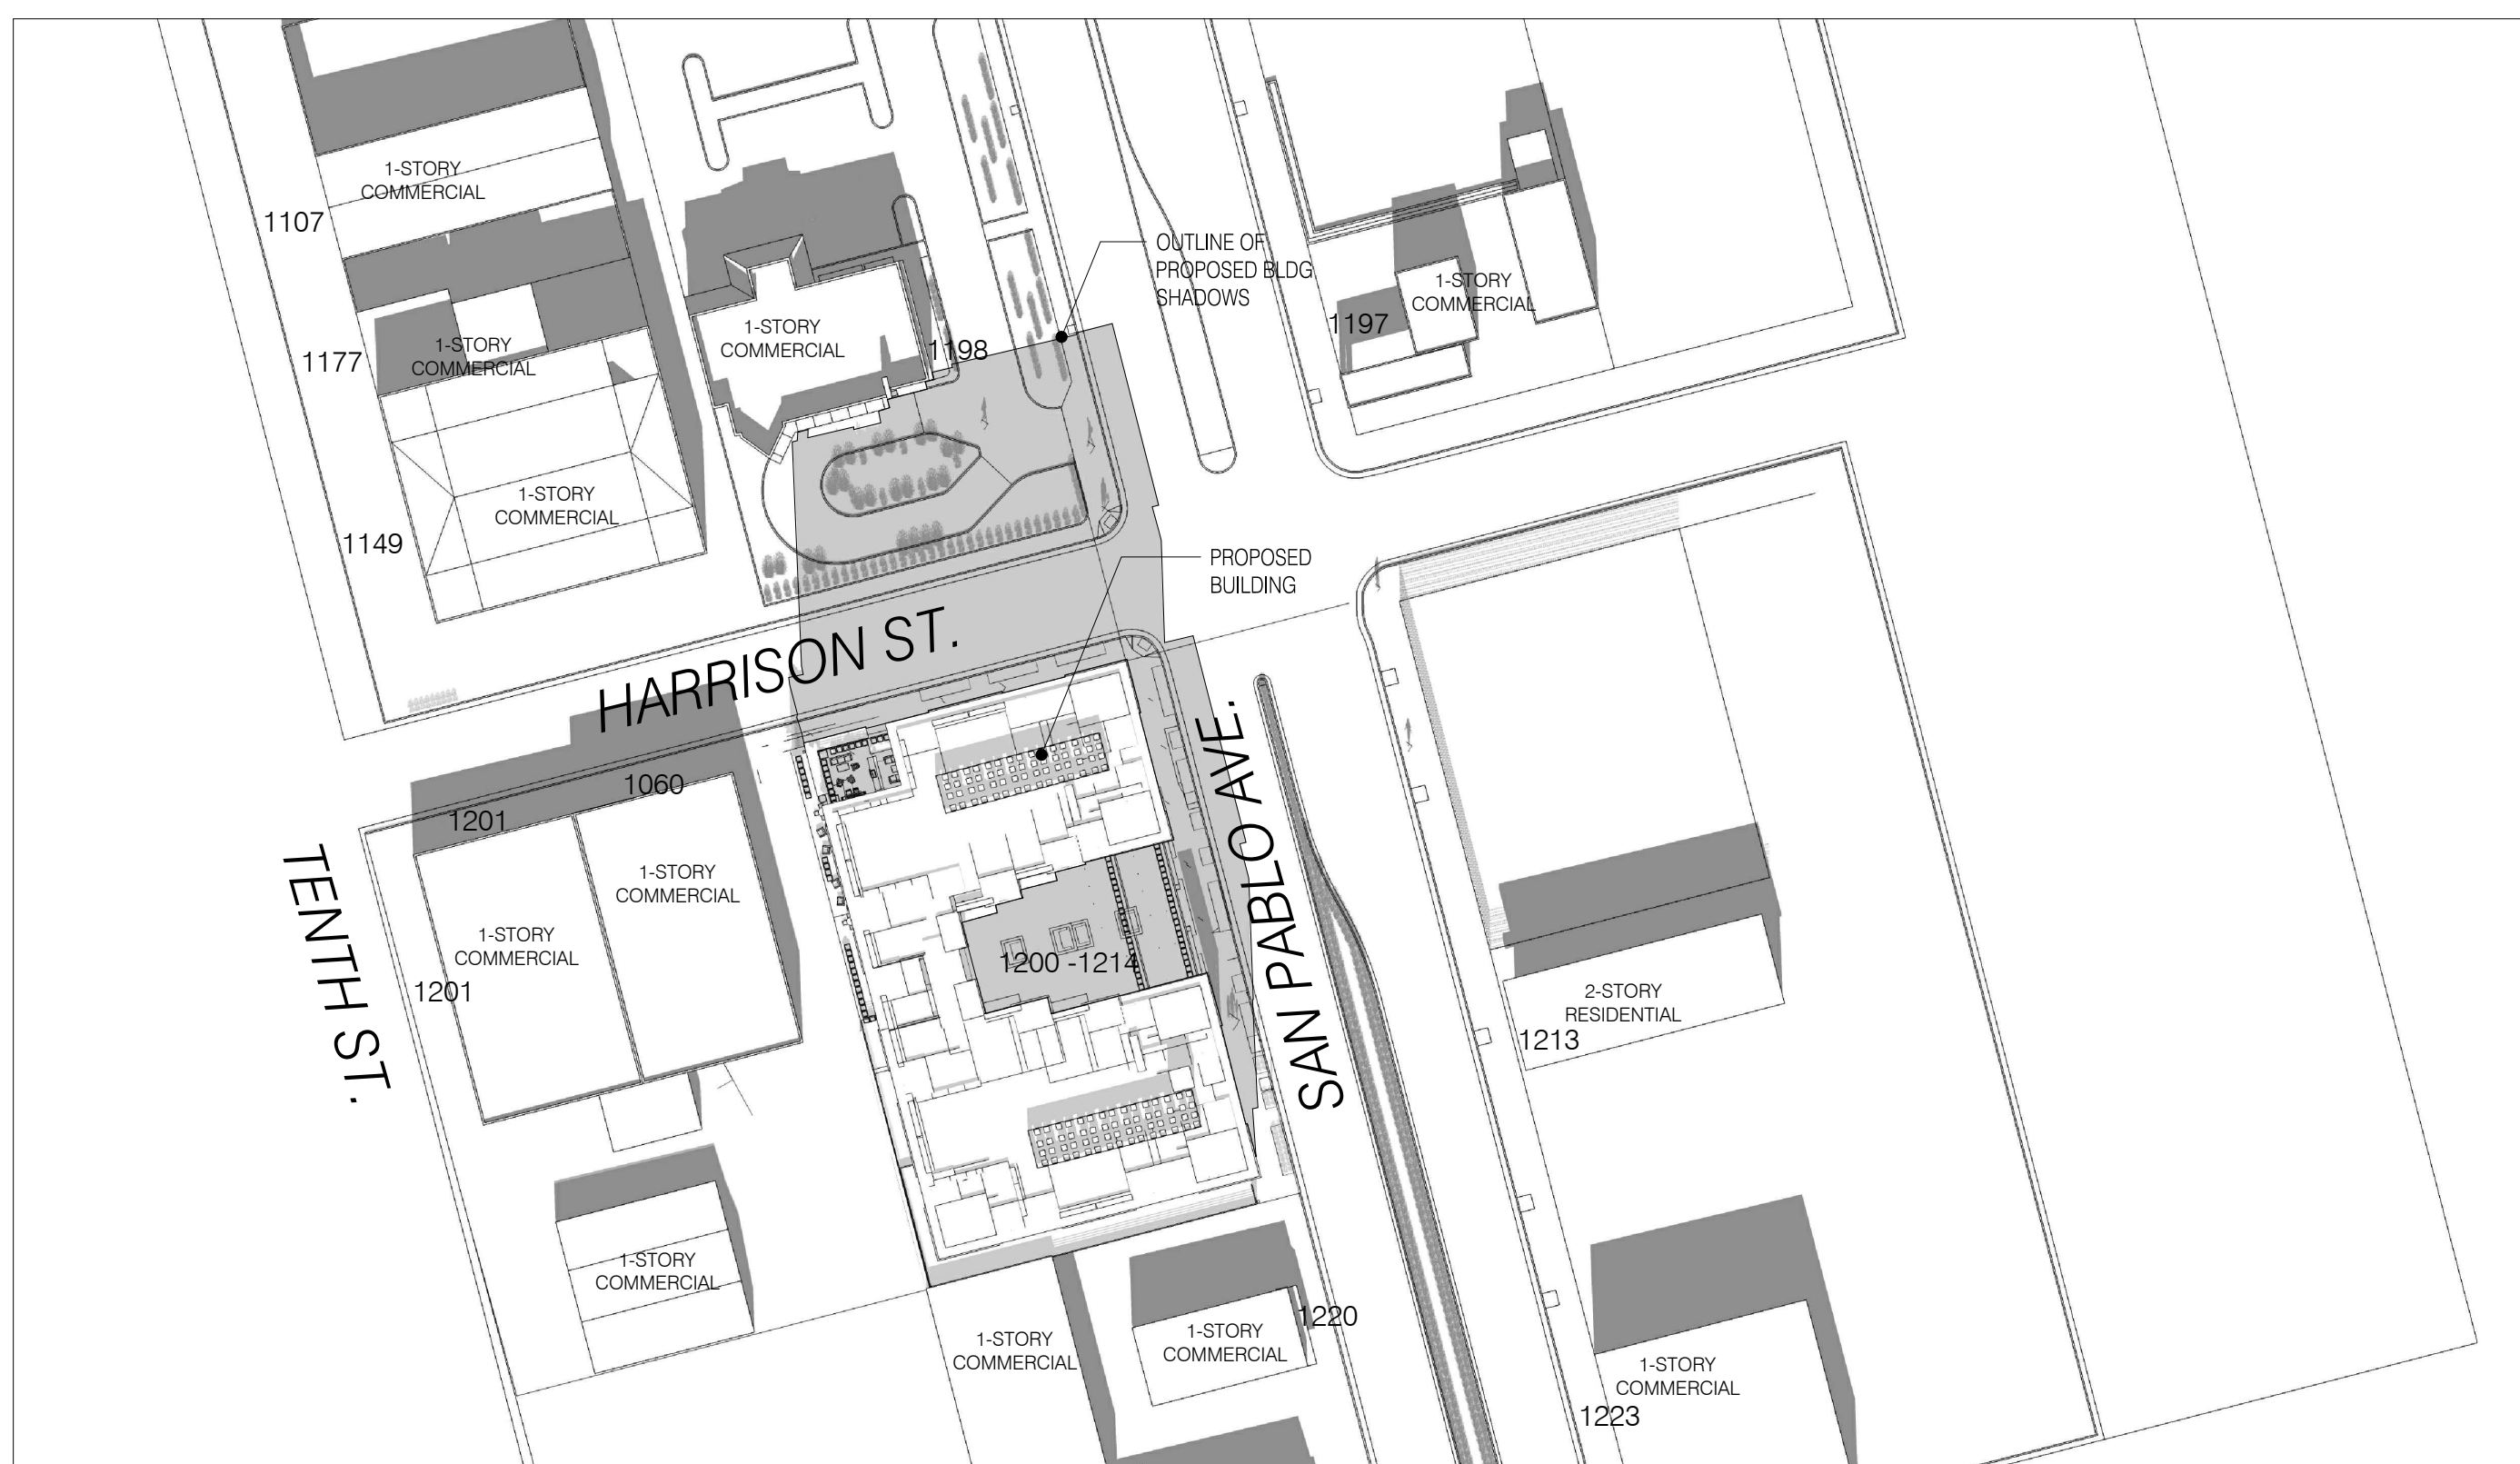 1-STORY
COMMERCIAL
1107
OUTLINE OF
PROPOSED BLDG
SHADOWS
1-STORY
COMMERCIAL
1197
1-STORY
COMMERCIAL
1198
1-STORY
COMMERCIAL
1177
1-STORY
COMMERCIAL
1149
PROPOSED
BUILDING
HARRISON ST.
1060
1201
SAN PABLO AVE.
TENTH ST.
1-STORY
COMMERCIAL
1-STORY
COMMERCIAL
1201
1200 -1214
2-STORY
RESIDENTIAL
1213
1-STORY
COMMERCIAL
1-STORY
COMMERCIAL
1-STORY
COMMERCIAL
1220
1-STORY
COMMERCIAL
1223